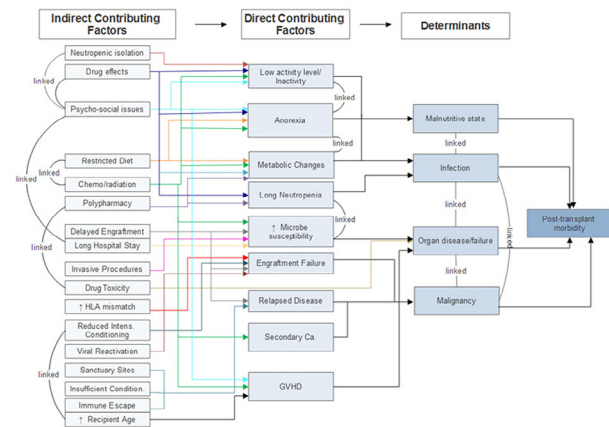 Indirect Contributing
Factors
Direct Contributing
Factors
Determinants
Neutropenic isolation
Drug effects
linked
Psycho-social issues
Restricted Diet
linked
Chemo/radiation
Polypharmacy
linked
Delayed Engraftment
Long Hospital Stay
Invasive Procedures
Drug Toxicity
↑ HLA mismatch
Reduced Intens.
Conditioning
Viral Reactivation
linked
Sanctuary Sites
Insufficient Condition.
Immune Escape
↑ Recipient Age
Low activity level/
Inactivity
linked
Anorexia
linked
Metabolic Changes
Long Neutropenia
linked
↑ Microbe
susceptibility
Engraftment Failure
Relapsed Disease
Secondary Ca.
GVHD
Malnutritive state
linked
Infection
linked
Organ disease/failure
linked
linked
Malignancy
Post-transplant
morbidity